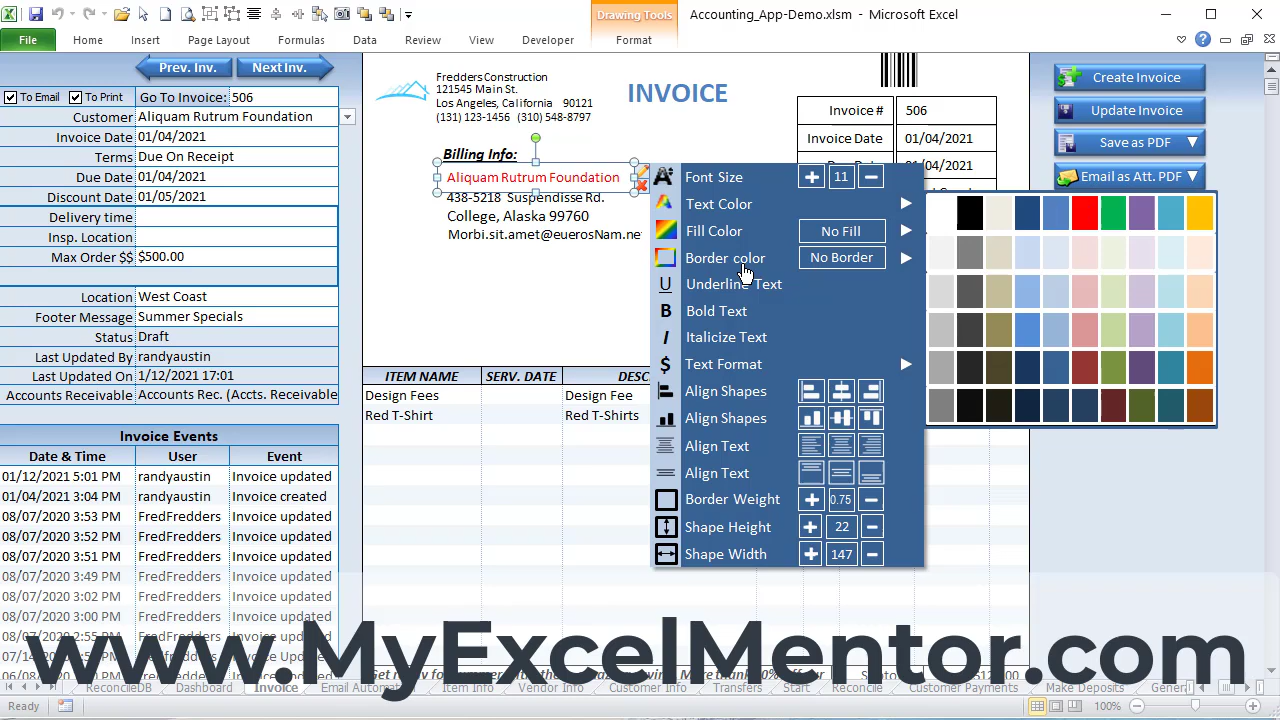 Drawing Tools
Accounting_App-Demo.xlsm - Microsoft Excel
File Home Insert Page Layout Formulas Data Review View Developer Format
Prev. Inv. Next Inv.
To Email To Print Go To Invoice: 506
Customer Aliquam Rutrum Foundation
Invoice Date 01/04/2021
Terms Due On Receipt
Due Date 01/04/2021
Discount Date 01/05/2021
Delivery time
Insp. Location
Max Order $$ $500.00
Location West Coast
Footer Message Summer Specials
Status Draft
Last Updated By randyaustin
Last Updated On 1/12/2021 17:01
Accounts Receivable Accounts Rec. (Accts. Receivable
Invoice Events
Date & Time User Event
01/12/2021 5:01 PM randyaustin Invoice updated
01/04/2021 3:04 PM randyaustin Invoice created
08/07/2020 3:53 PM FredFredders Invoice updated
08/07/2020 3:52 PM FredFredders Invoice updated
08/07/2020 3:51 PM FredFredders Invoice updated
08/07/2020 3:49 PM FredFredders Invoice updated
08/07/2020 3:02 PM FredFredders Invoice updated
08/07/2020 2:55 PM FredFredders Invoice updated
Fredders Construction
121545 Main St.
Los Angeles, California 90121
(131) 123-1456 (310) 548-8797
INVOICE
Invoice # 506
Invoice Date 01/04/2021
01/04/2021
Billing Info:
Aliquam Rutrum Foundation
438-5218 Suspendisse Rd.
College, Alaska 99760
Morbi.sit.amet@euerosNam.ne
ITEM NAME SERV. DATE DESC
Design Fees Design Fee
Red T-Shirt Red T-Shirts
Font Size 11
Text Color
Fill Color No Fill
Border color No Border
U Underline Text
B Bold Text
I Italicize Text
$ Text Format
Align Shapes
Align Shapes
Align Text
Align Text
Border Weight 0.75
Shape Height 22
Shape Width 147
Create Invoice
Update Invoice
Save as PDF
Email as Att. PDF
www.MyExcelMentor.com
ReconcileDB Dashboard Invoice Email Automat Item Info Vendor Info Customer Info Transfers Start Reconcile Customer Payments Make Deposits General
Ready 100%